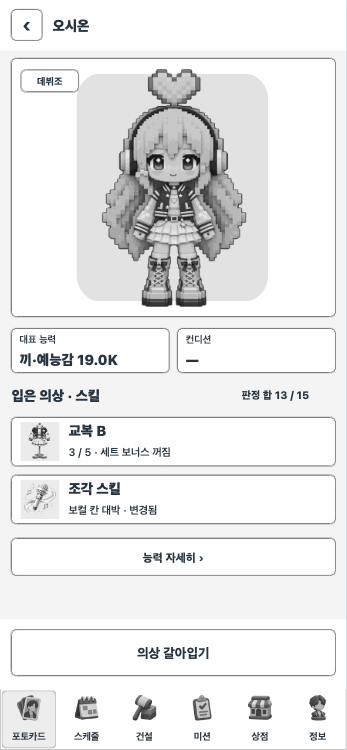 ‹ 오시온
데뷔조
대표 능력
끼·예능감 19.0K
컨디션
—
입은 의상 · 스킬
판정 합 13 / 15
교복 B
3 / 5 · 세트 보너스 꺼짐
조각 스킬
보컬 칸 대박 · 변경됨
능력 자세히 ›
의상 갈아입기
포토카드
스케줄
건설
미션
상점
정보